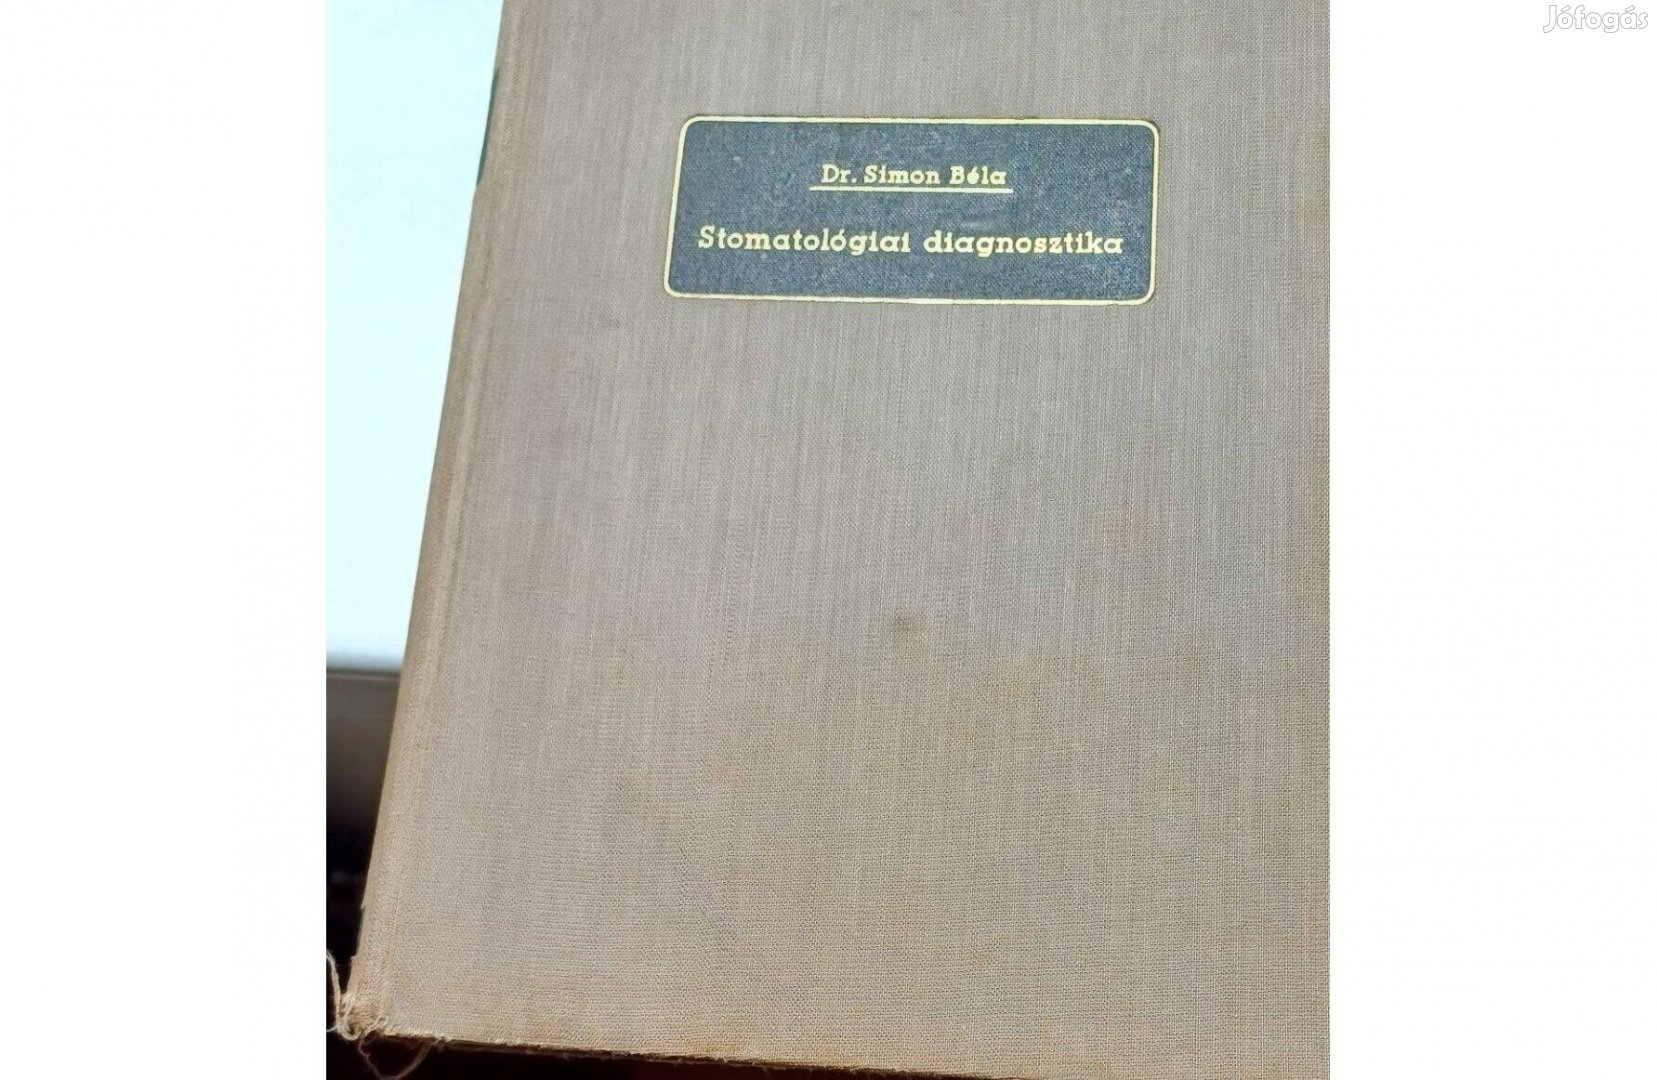 Jófogás
Dr. Simon Béla
Stomatológiai diagnosztika